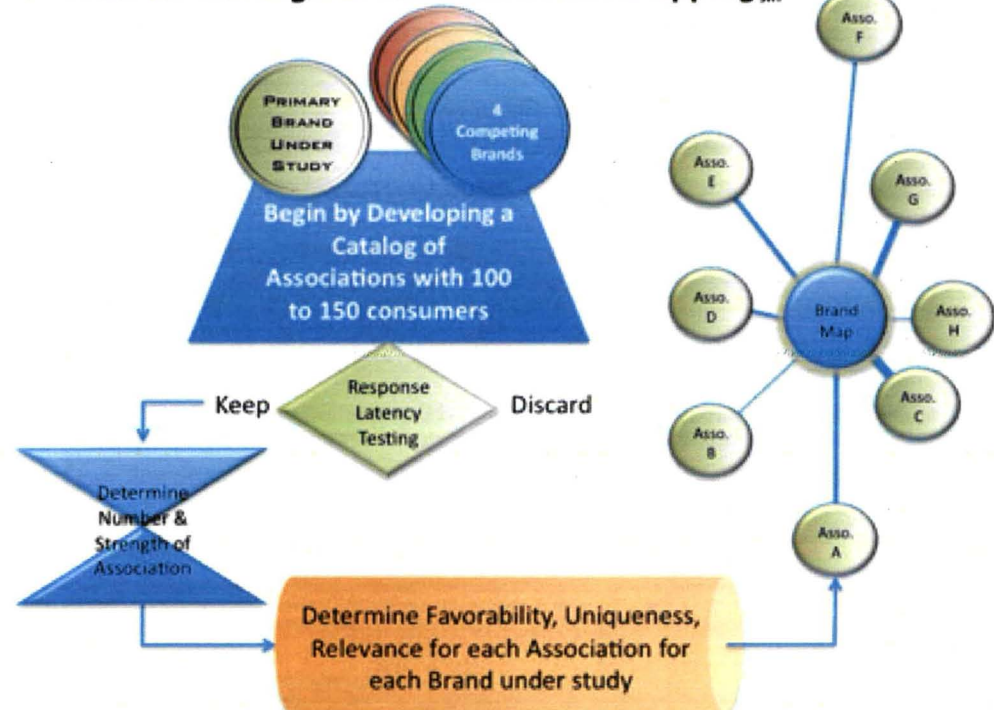 PRIMARY
BRAND
UNDER
STUDY
4
Competing
Brands
Begin by Developing a
Catalog of
Associations with 100
to 150 consumers
Response
Latency
Testing
Keep
Discard
Determine
Number &
Strength of
Association
Determine Favorability, Uniqueness,
Relevance for each Association for
each Brand under study
Asso.
F
Asso.
E
Asso.
G
Asso.
D
Brand
Map
Asso.
H
Asso.
B
Asso.
C
Asso.
A